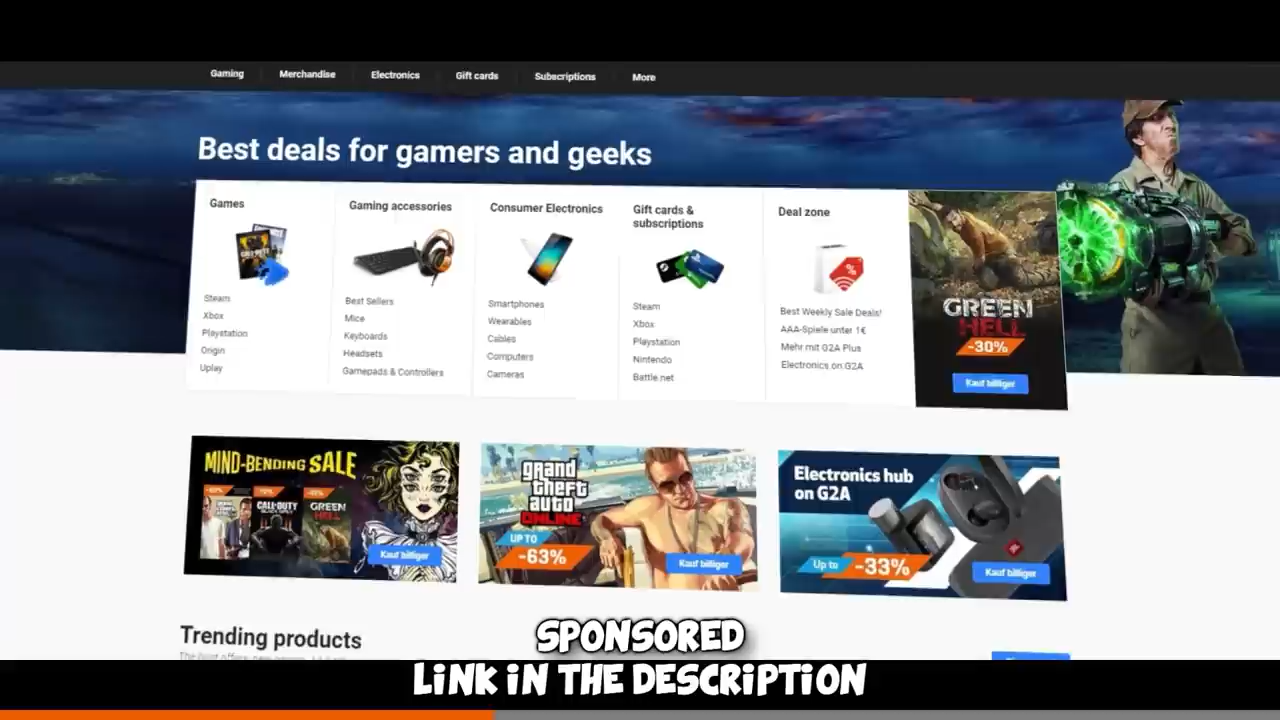 Gaming
Merchandise
Electronics
Gift cards
Subscriptions
More
Best deals for gamers and geeks
Games
Steam
Xbox
Playstation
Origin
Uplay
Gaming accessories
Best Sellers
Mice
Keyboards
Headsets
Gamepads & Controllers
Consumer Electronics
Smartphones
Wearables
Cables
Computers
Cameras
Gift cards &
subscriptions
Steam
Xbox
Playstation
Nintendo
Battle.net
Deal zone
Best Weekly Sale Deals!
AAA-Spiele unter 1€
Mehr mit G2A Plus
Electronics on G2A
GREEN
HELL
-30%
Kauf billiger
MIND-BENDING SALE
CALL·DUTY
GREEN
HELL
Kauf billiger
grand
theft
auto
ONLINE
UP TO
-63%
Kauf billiger
Electronics hub
on G2A
Up to
-33%
Kauf billiger
Trending products
SPONSORED
LINK IN THE DESCRIPTION